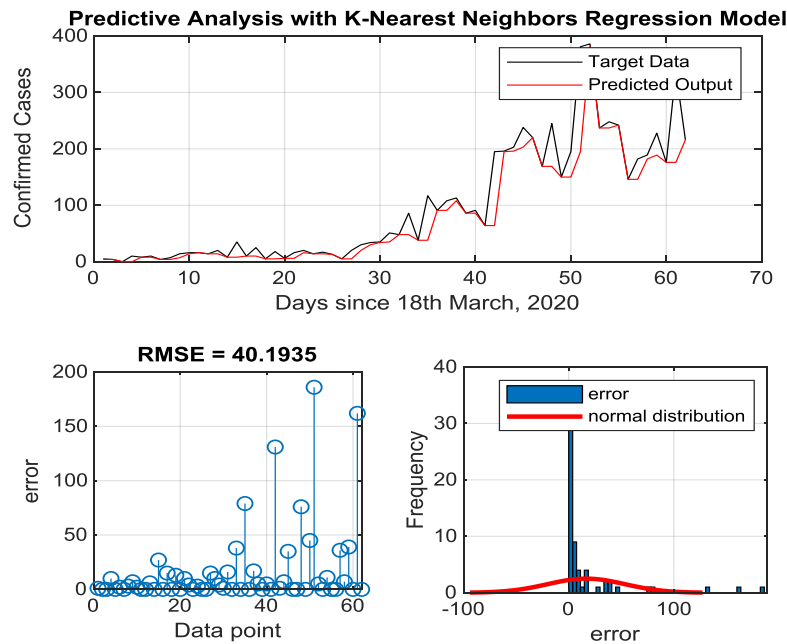 Predictive Analysis with K-Nearest Neighbors Regression Model
400
300
200
100
0
Confirmed Cases
Target Data
Predicted Output
0 10 20 30 40 50 60 70
Days since 18th March, 2020
RMSE = 40.1935
200
150
100
50
0
error
0 20 40 60
Data point
40
30
20
10
0
Frequency
error
normal distribution
-100 0 100
error